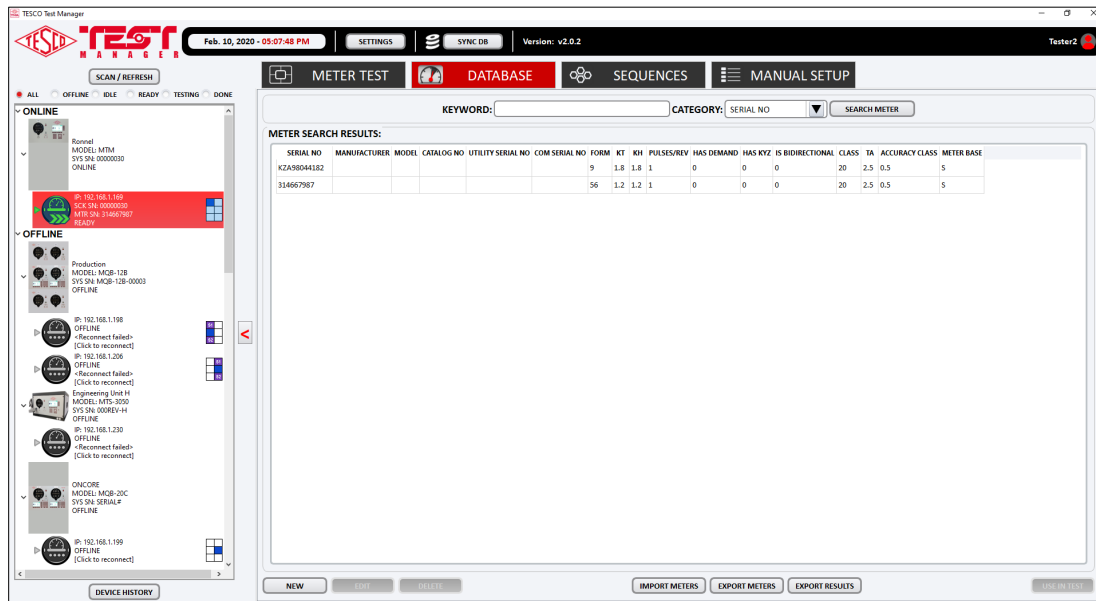 TESCO Test Manager
TESCO
TEST
MANAGER
Feb. 10, 2020 - 05:07:48 PM
SETTINGS
SYNC DB
Version: v2.0.2
Tester2
SCAN / REFRESH
ALL OFFLINE IDLE READY TESTING DONE
ONLINE
Ronnel
MODEL: MTM
SYS SN: 00000030
ONLINE
IP: 192.168.1.169
SCK SN: 00000030
MTR SN: 314667987
READY
OFFLINE
Production
MODEL: MQB-12B
SYS SN: MQB-12B-00003
OFFLINE
IP: 192.168.1.198
OFFLINE
<Reconnect failed>
[Click to reconnect]
IP: 192.168.1.206
OFFLINE
<Reconnect failed>
[Click to reconnect]
Engineering Unit H
MODEL: MTS-3050
SYS SN: 000REV-H
OFFLINE
IP: 192.168.1.230
OFFLINE
<Reconnect failed>
[Click to reconnect]
ONCORE
MODEL: MQB-20C
SYS SN: SERIAL#
OFFLINE
IP: 192.168.1.199
OFFLINE
[Click to reconnect]
DEVICE HISTORY
<
METER TEST
DATABASE
SEQUENCES
MANUAL SETUP
KEYWORD: CATEGORY: SERIAL NO SEARCH METER
METER SEARCH RESULTS:
SERIAL NO MANUFACTURER MODEL CATALOG NO UTILITY SERIAL NO COM SERIAL NO FORM KT KH PULSES/REV HAS DEMAND HAS KYZ IS BIDIRECTIONAL CLASS TA ACCURACY CLASS METER BASE
KZA98044182 9 1.8 1.8 1 0 0 0 20 2.5 0.5 S
314667987 56 1.2 1.2 1 0 0 0 20 2.5 0.5 S
NEW EDIT DELETE IMPORT METERS EXPORT METERS EXPORT RESULTS USE IN TEST